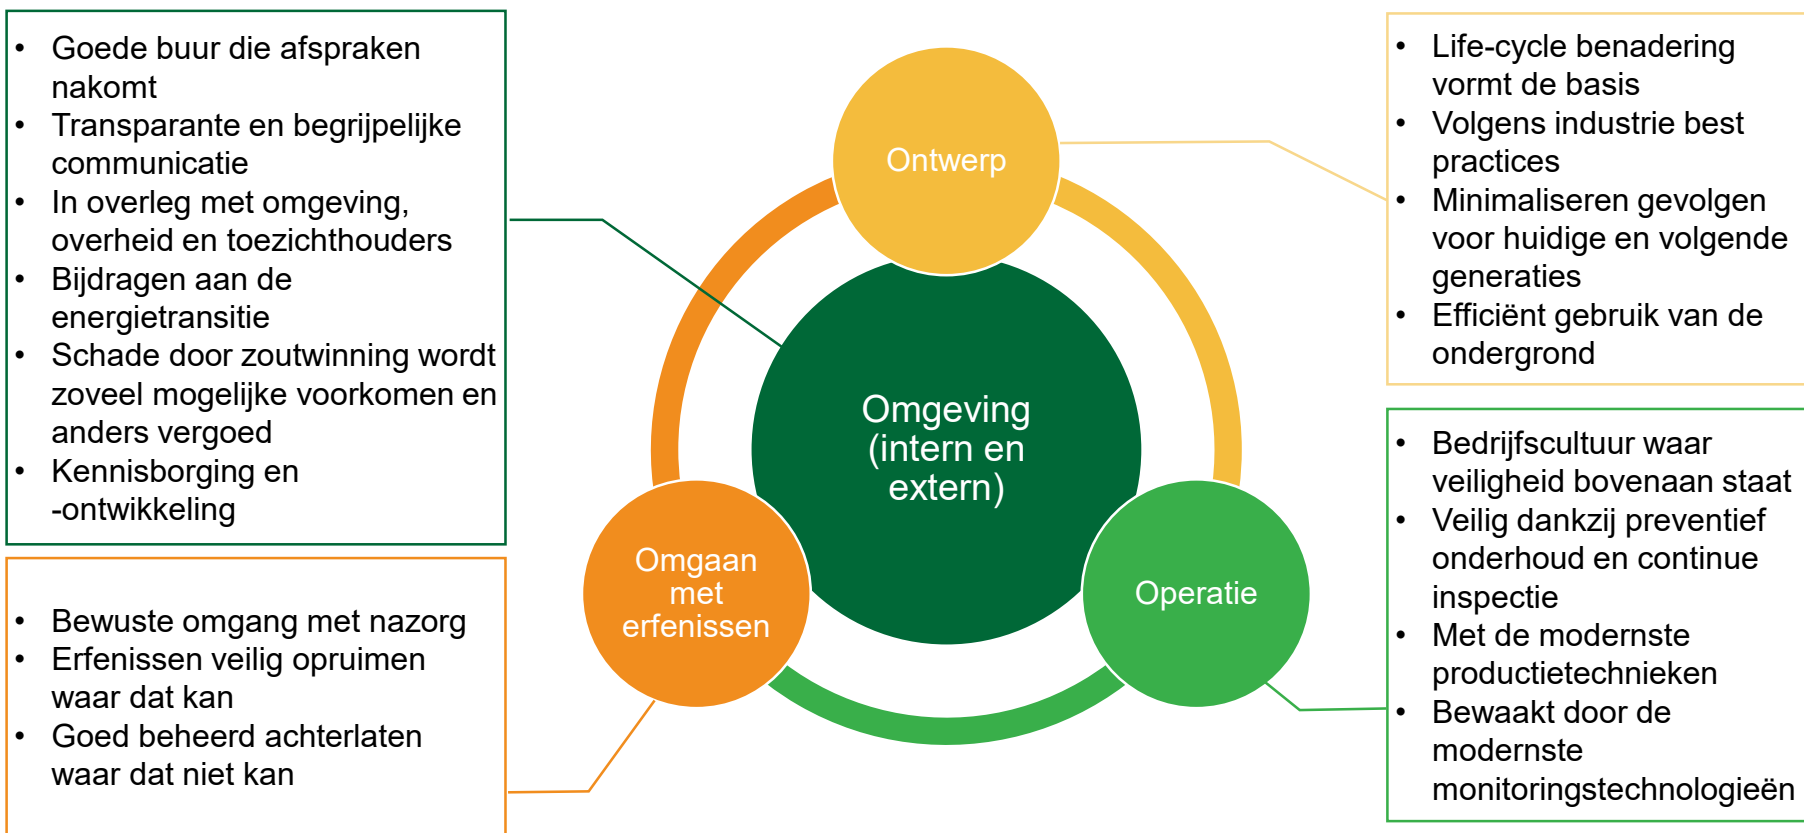 • Goede buur die afspraken
nakomt
• Transparante en begrijpelijke
communicatie
• In overleg met omgeving,
overheid en toezichthouders
• Bijdragen aan de
energietransitie
• Schade door zoutwinning wordt
zoveel mogelijke voorkomen en
anders vergoed
• Kennisborging en
-ontwikkeling
• Bewuste omgang met nazorg
• Erfenissen veilig opruimen
waar dat kan
• Goed beheerd achterlaten
waar dat niet kan
Ontwerp
Omgeving
(intern en
extern)
Omgaan
met
erfenissen
Operatie
• Life-cycle benadering
vormt de basis
• Volgens industrie best
practices
• Minimaliseren gevolgen
voor huidige en volgende
generaties
• Efficiënt gebruik van de
ondergrond
• Bedrijfscultuur waar
veiligheid bovenaan staat
• Veilig dankzij preventief
onderhoud en continue
inspectie
• Met de modernste
productietechnieken
• Bewaakt door de
modernste
monitoringstechnologieën